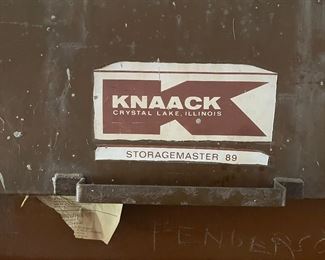 KNAACK
CRYSTAL LAKE, ILLINOIS
STORAGEMASTER 89